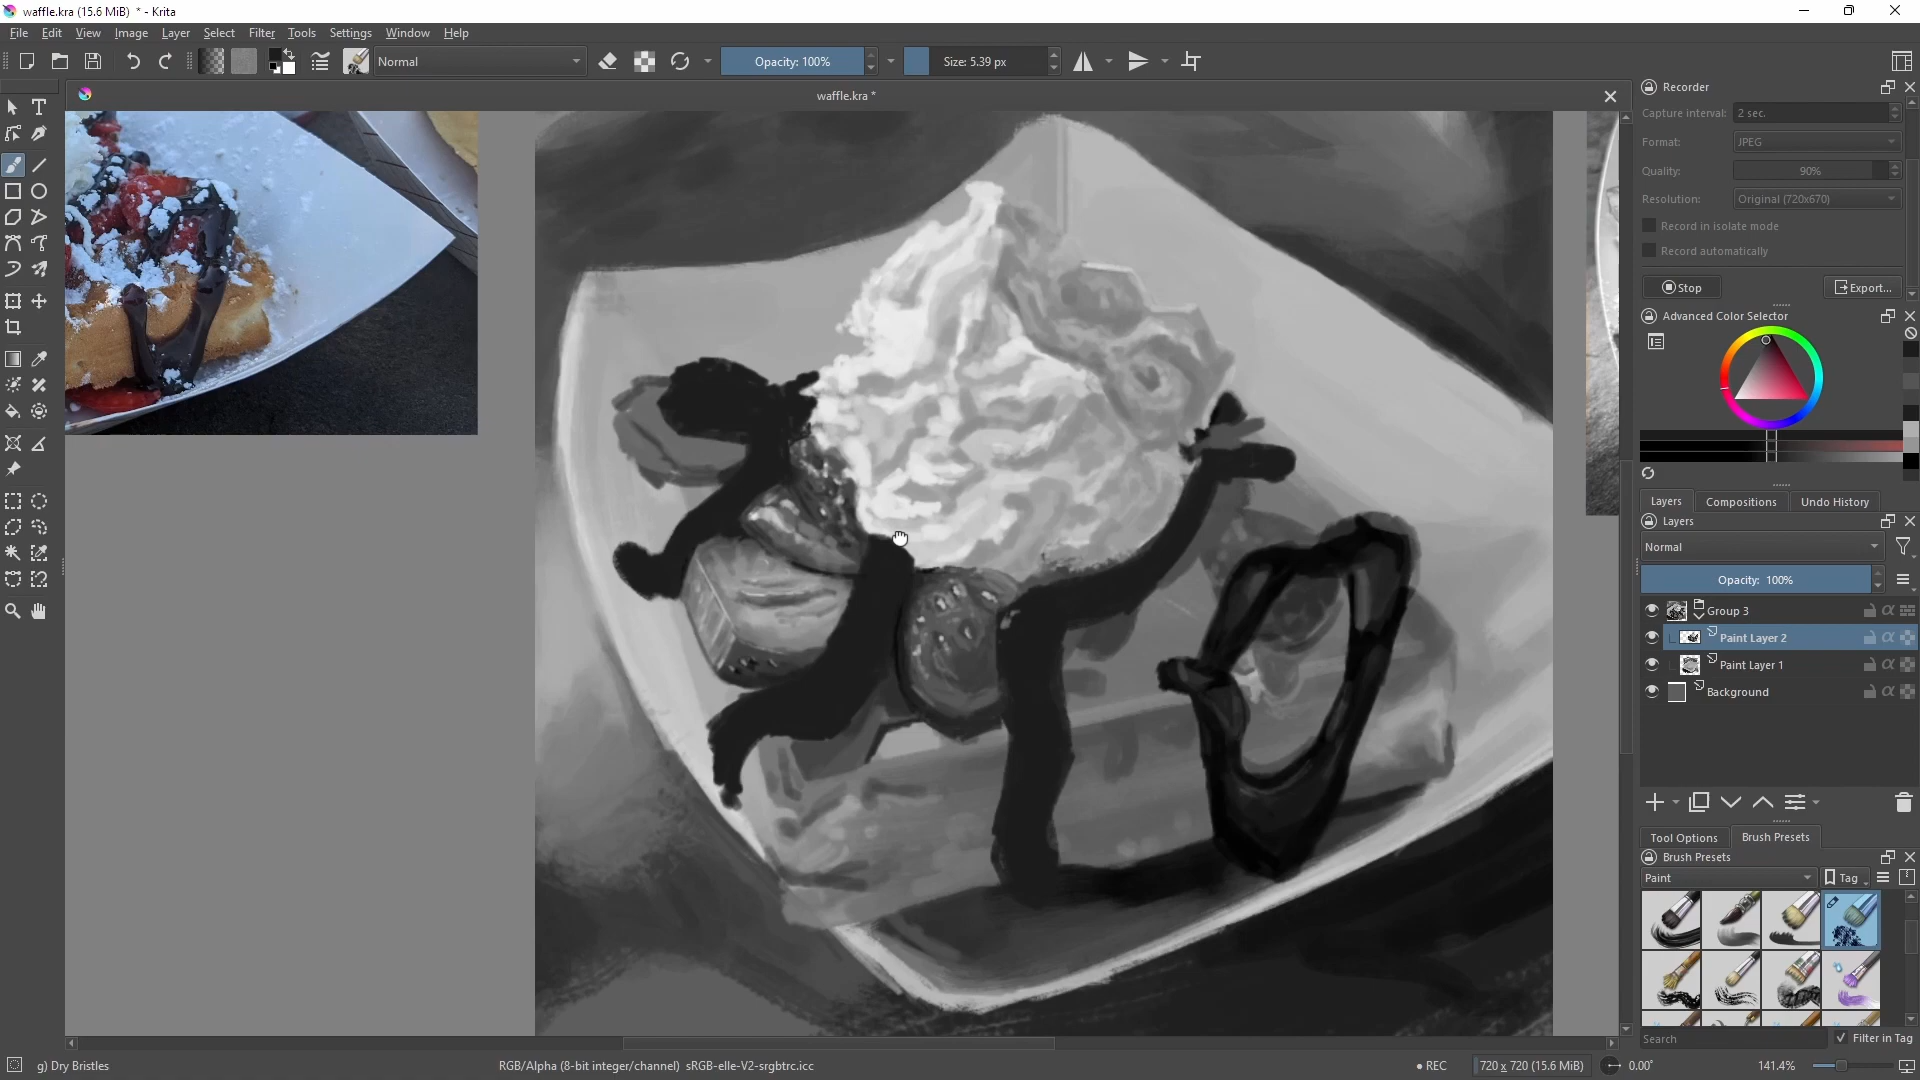 waffle.kra (15.6 MiB) * - Krita
File Edit View Image Layer Select Filter Tools Settings Window Help
Normal Opacity: 100% Size: 5.39 px
waffle.kra *
Recorder
Capture interval: 2 sec.
Format: JPEG
Quality: 90%
Resolution: Original (720x670)
Record in isolate mode
Record automatically
Stop Export...
Advanced Color Selector
Layers Compositions Undo History
Layers
Normal
Opacity: 100%
Group 3
Paint Layer 2
Paint Layer 1
Background
Tool Options Brush Presets
Brush Presets
Paint Tag
Search Filter in Tag
g) Dry Bristles RGB/Alpha (8-bit integer/channel) sRGB-elle-V2-srgbtrc.icc REC 720 x 720 (15.6 MiB) 0.00° 141.4%